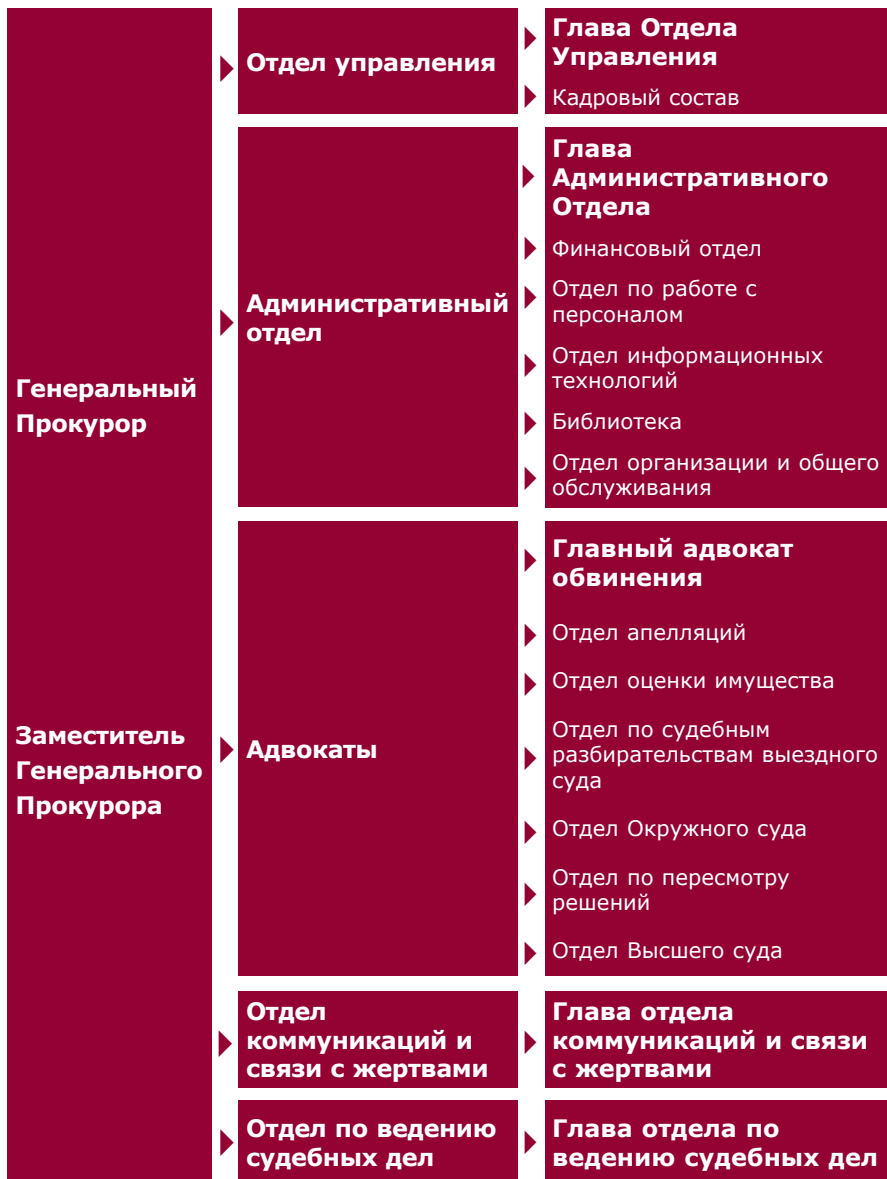 Генеральный
Прокурор
Заместитель
Генерального
Прокурора
Отдел управления
Глава Отдела
Управления
Кадровый состав
Административный
отдел
Глава
Административного
Отдела
Финансовый отдел
Отдел по работе с
персоналом
Отдел информационных
технологий
Библиотека
Отдел организации и общего
обслуживания
Адвокаты
Главный адвокат
обвинения
Отдел апелляций
Отдел оценки имущества
Отдел по судебным
разбирательствам выездного
суда
Отдел Окружного суда
Отдел по пересмотру
решений
Отдел Высшего суда
Отдел
коммуникаций и
связи с жертвами
Глава отдела
коммуникаций и связи
с жертвами
Отдел по ведению
судебных дел
Глава отдела по
ведению судебных дел